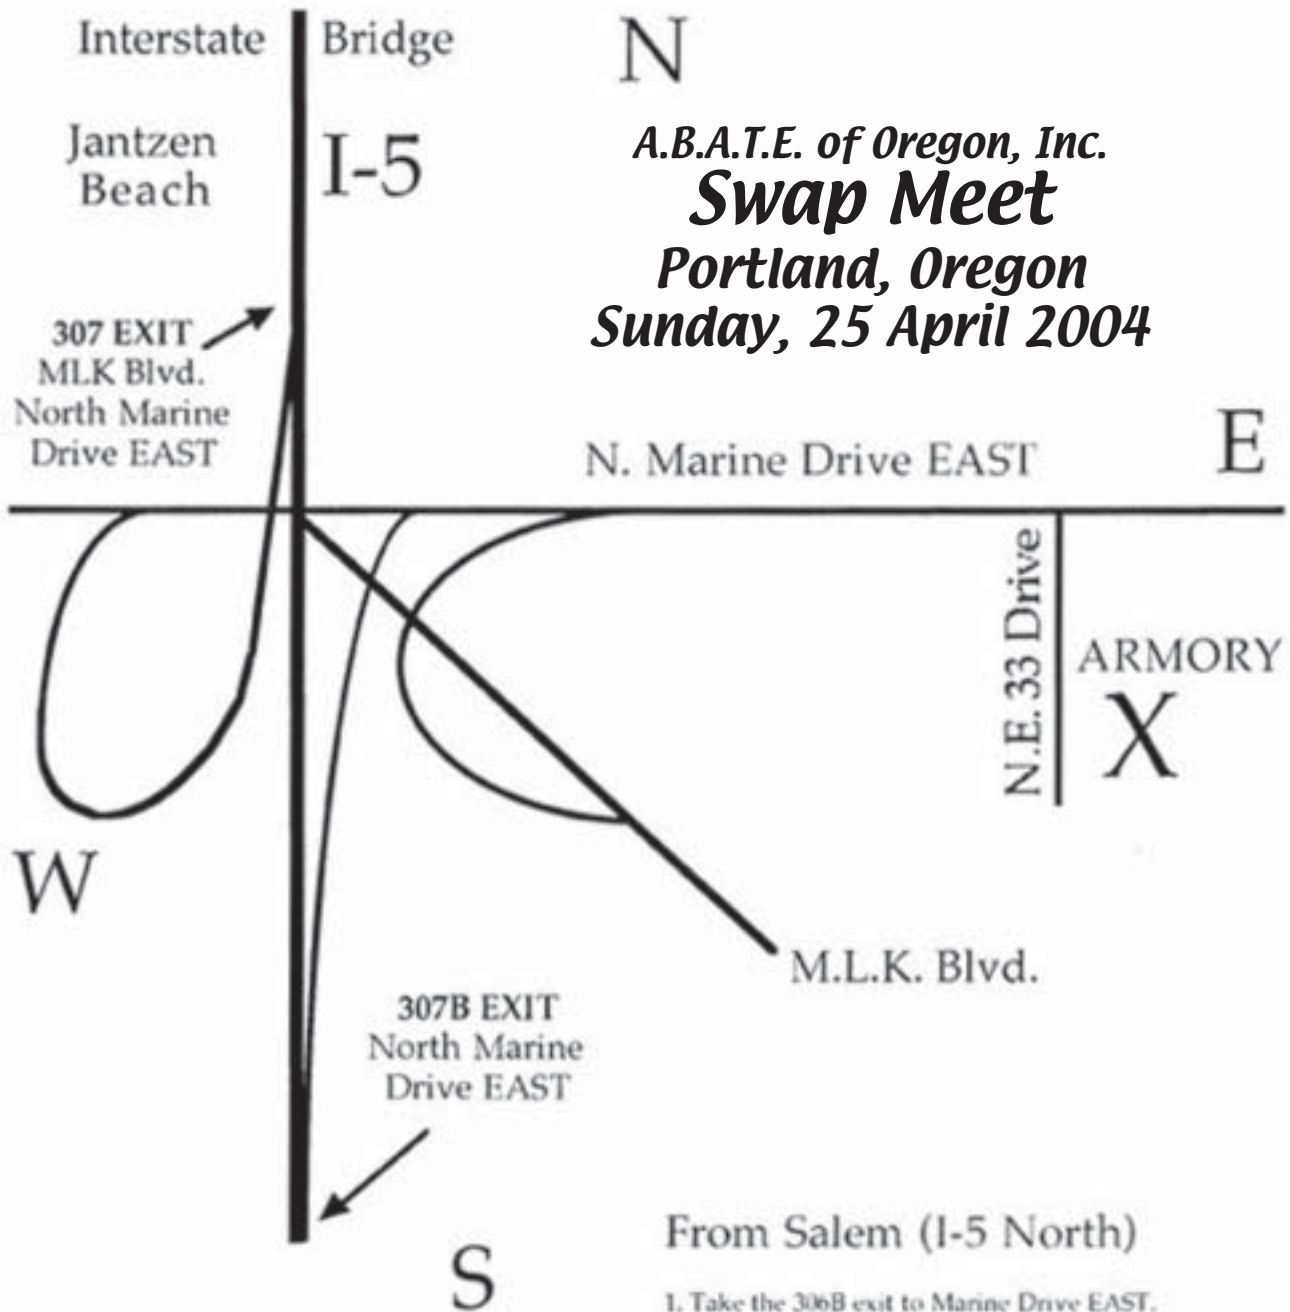 Interstate Bridge
N
Jantzen
Beach
I-5
A.B.A.T.E. of Oregon, Inc.
Swap Meet
Portland, Oregon
Sunday, 25 April 2004
307 EXIT
MLK Blvd.
North Marine
Drive EAST
N. Marine Drive EAST
E
N.E. 33 Drive
ARMORY
X
W
M.L.K. Blvd.
307B EXIT
North Marine
Drive EAST
S
From Salem (I-5 North)
1. Take the 306B exit to Marine Drive EAST.